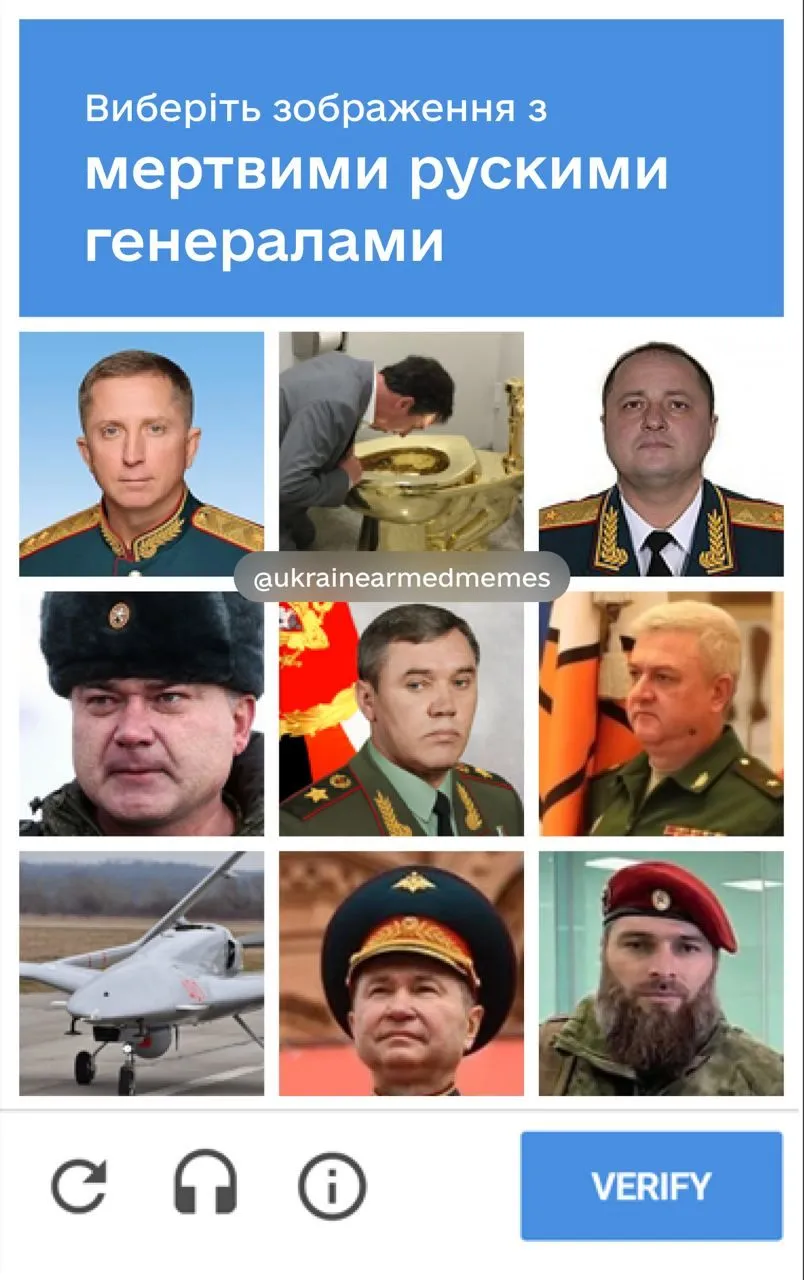 Виберіть зображення з
мертвими рускими
генералами
@ukrainearmedmemes
VERIFY